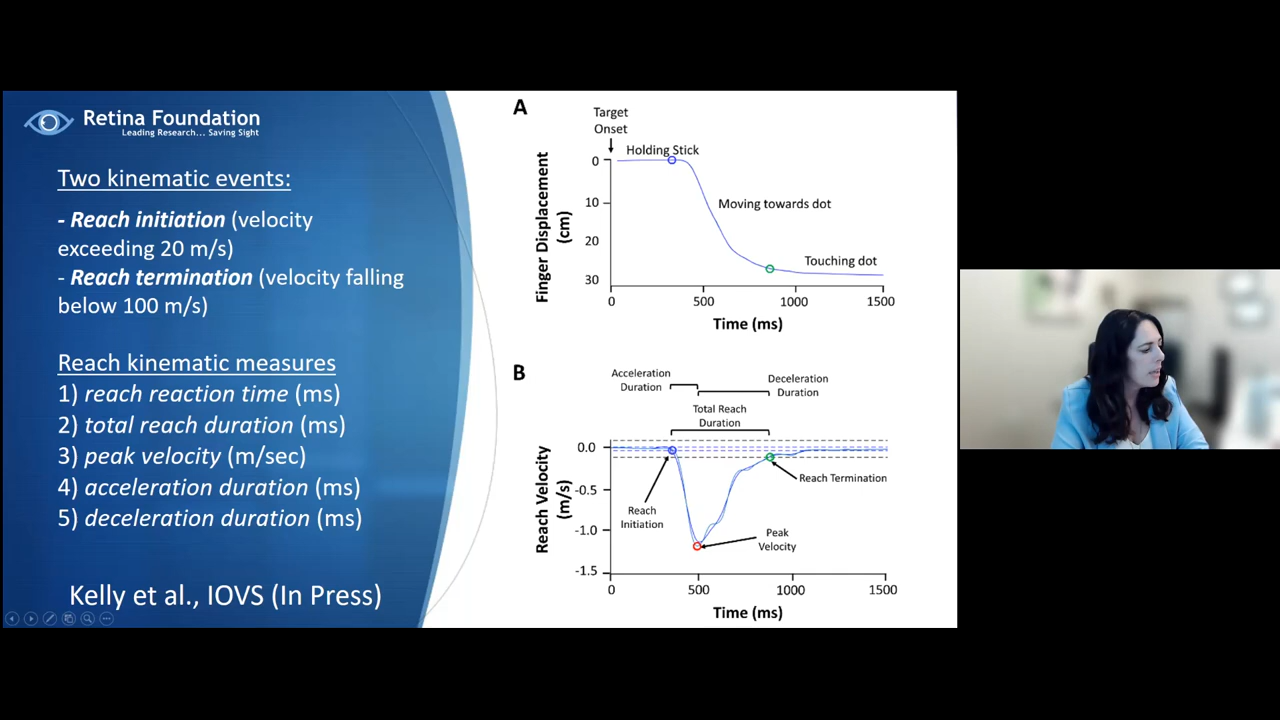 Retina Foundation
Leading Research... Saving Sight
Two kinematic events:
- Reach initiation (velocity
exceeding 20 m/s)
- Reach termination (velocity falling
below 100 m/s)
Reach kinematic measures
1) reach reaction time (ms)
2) total reach duration (ms)
3) peak velocity (m/sec)
4) acceleration duration (ms)
5) deceleration duration (ms)
Kelly et al., IOVS (In Press)
A
Target
Onset
Holding Stick
Moving towards dot
Touching dot
Finger Displacement
(cm)
0
10
20
30
0 500 1000 1500
Time (ms)
B
Acceleration
Duration
Deceleration
Duration
Total Reach
Duration
Reach Velocity
(m/s)
0.0
-0.5
-1.0
-1.5
Reach
Initiation
Reach Termination
Peak
Velocity
0 500 1000 1500
Time (ms)